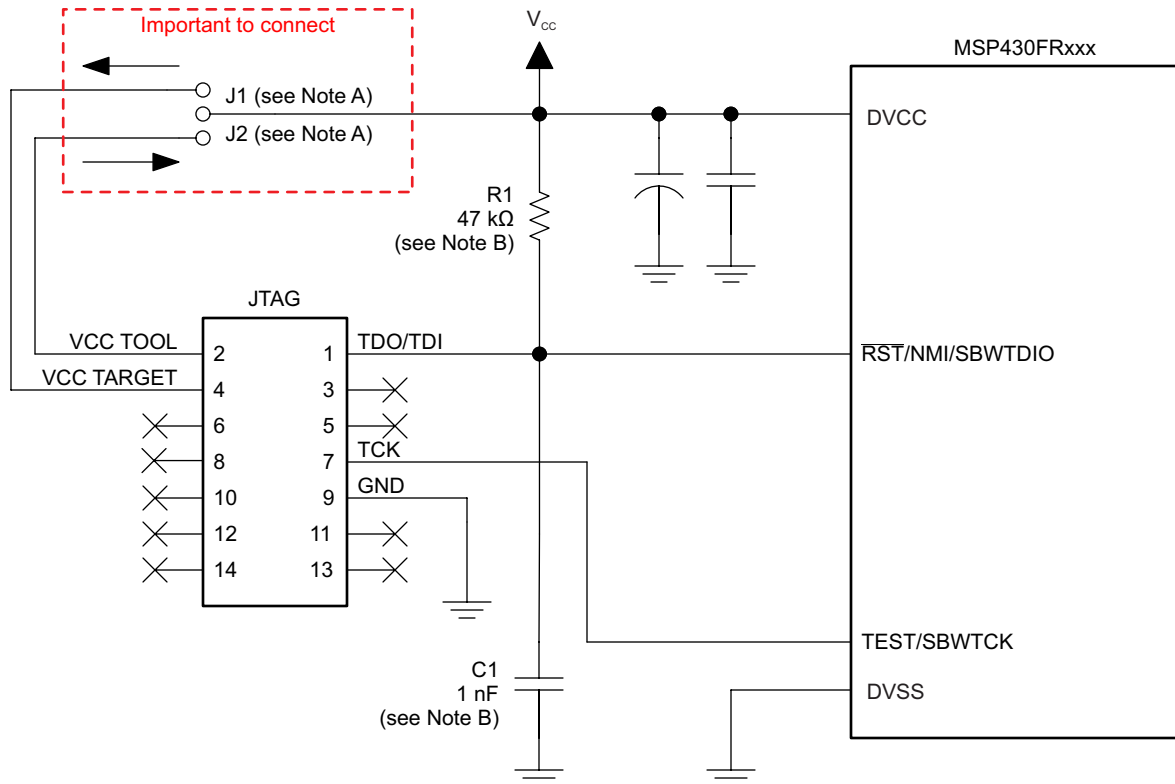 Important to connect
VCC
MSP430FRxxx
J1 (see Note A)
J2 (see Note A)
DVCC
R1
47 kΩ
(see Note B)
JTAG
VCC TOOL
2
1
TDO/TDI
RST/NMI/SBWTDIO
VCC TARGET
4
3
6
5
8
7
TCK
10
9
GND
12
11
14
13
TEST/SBWTCK
C1
1 nF
(see Note B)
DVSS